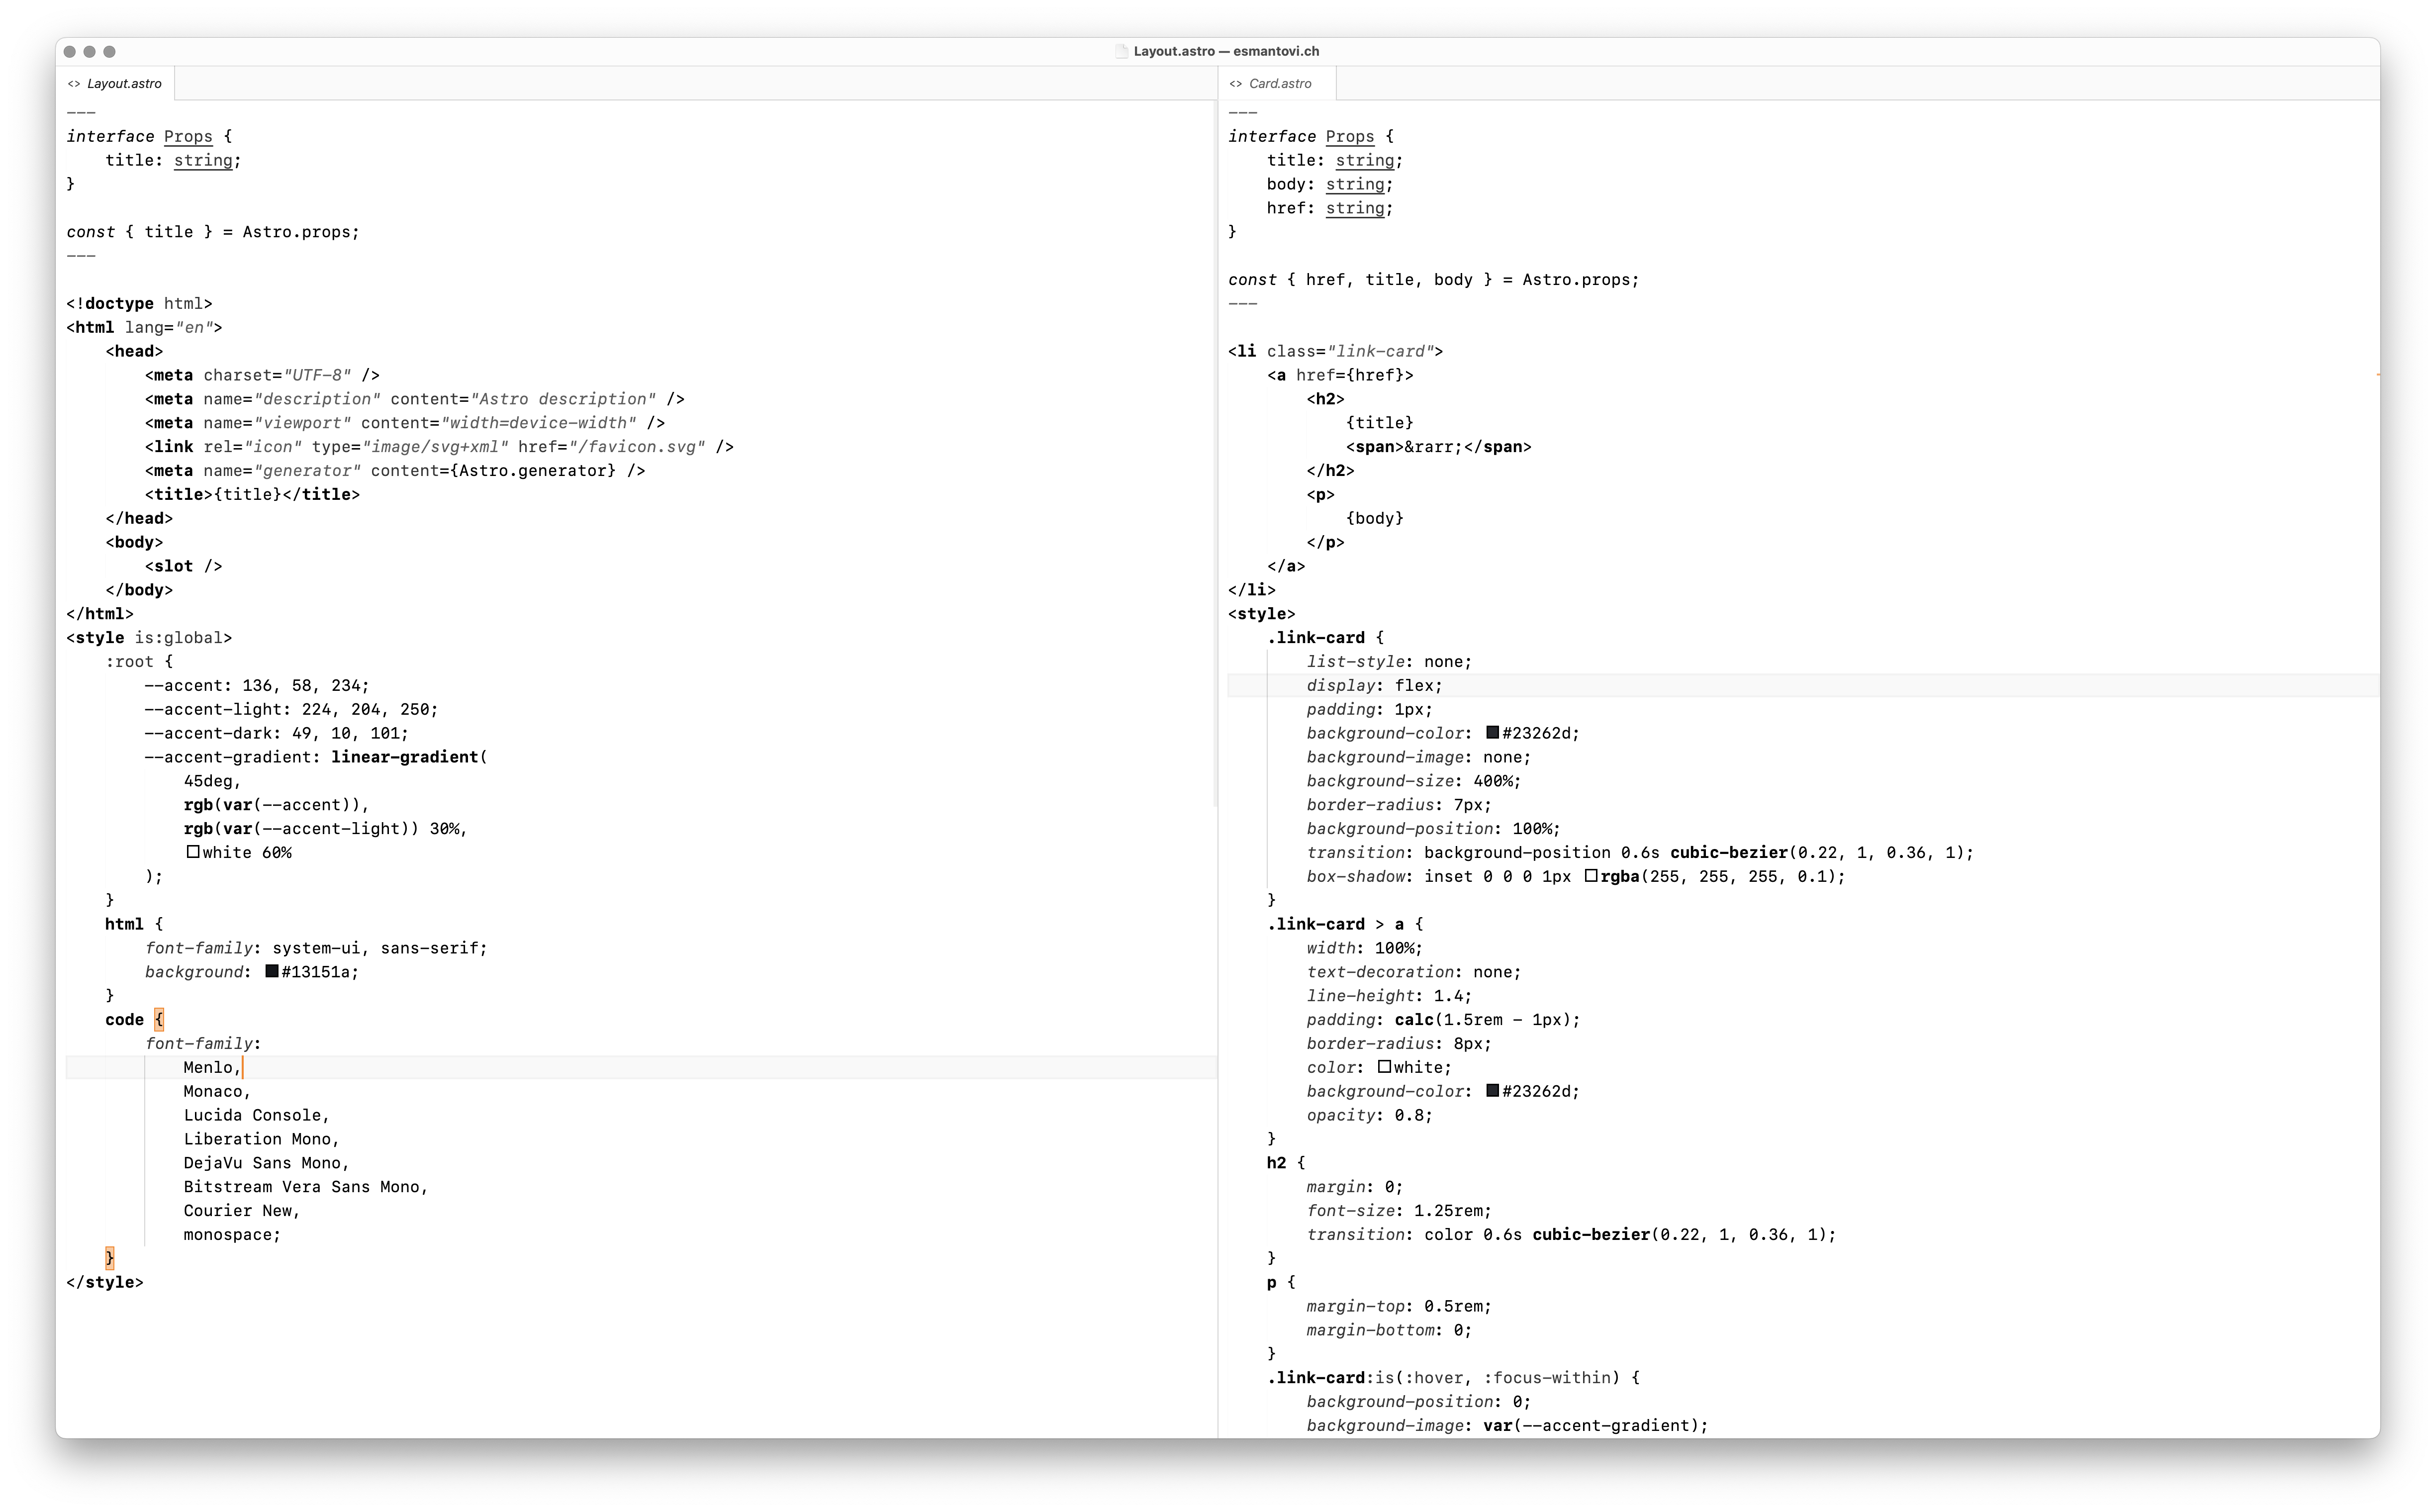 Layout.astro — esmantovi.ch
<> Layout.astro
---
interface Props {
    title: string;
}

const { title } = Astro.props;
---

<!doctype html>
<html lang="en">
    <head>
        <meta charset="UTF-8" />
        <meta name="description" content="Astro description" />
        <meta name="viewport" content="width=device-width" />
        <link rel="icon" type="image/svg+xml" href="/favicon.svg" />
        <meta name="generator" content={Astro.generator} />
        <title>{title}</title>
    </head>
    <body>
        <slot />
    </body>
</html>
<style is:global>
    :root {
        --accent: 136, 58, 234;
        --accent-light: 224, 204, 250;
        --accent-dark: 49, 10, 101;
        --accent-gradient: linear-gradient(
            45deg,
            rgb(var(--accent)),
            rgb(var(--accent-light)) 30%,
            white 60%
        );
    }
    html {
        font-family: system-ui, sans-serif;
        background: #13151a;
    }
    code {
        font-family:
            Menlo,
            Monaco,
            Lucida Console,
            Liberation Mono,
            DejaVu Sans Mono,
            Bitstream Vera Sans Mono,
            Courier New,
            monospace;
    }
</style>
<> Card.astro
---
interface Props {
    title: string;
    body: string;
    href: string;
}

const { href, title, body } = Astro.props;
---

<li class="link-card">
    <a href={href}>
        <h2>
            {title}
            <span>&rarr;</span>
        </h2>
        <p>
            {body}
        </p>
    </a>
</li>
<style>
    .link-card {
        list-style: none;
        display: flex;
        padding: 1px;
        background-color: #23262d;
        background-image: none;
        background-size: 400%;
        border-radius: 7px;
        background-position: 100%;
        transition: background-position 0.6s cubic-bezier(0.22, 1, 0.36, 1);
        box-shadow: inset 0 0 0 1px rgba(255, 255, 255, 0.1);
    }
    .link-card > a {
        width: 100%;
        text-decoration: none;
        line-height: 1.4;
        padding: calc(1.5rem - 1px);
        border-radius: 8px;
        color: white;
        background-color: #23262d;
        opacity: 0.8;
    }
    h2 {
        margin: 0;
        font-size: 1.25rem;
        transition: color 0.6s cubic-bezier(0.22, 1, 0.36, 1);
    }
    p {
        margin-top: 0.5rem;
        margin-bottom: 0;
    }
    .link-card:is(:hover, :focus-within) {
        background-position: 0;
        background-image: var(--accent-gradient);